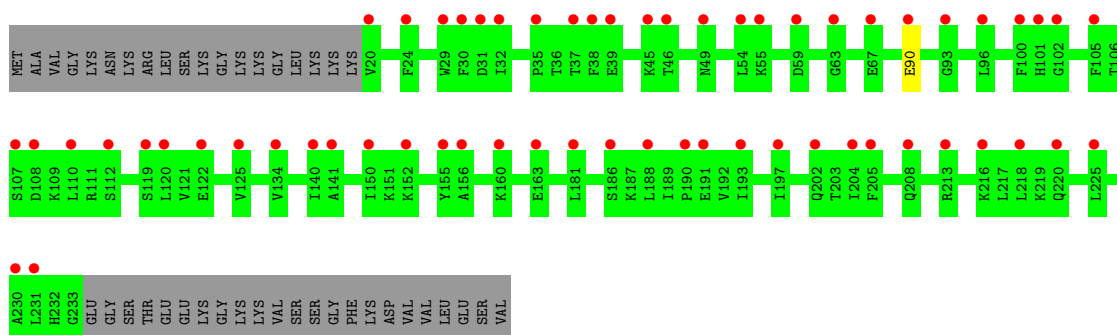 MET ALA VAL GLY LYS ASN LYS ARG LEU SER LYS GLY LYS LYS GLY LEU LYS LYS LYS V20 F24 W29 F30 D31 I32 P35 T36 T37 F38 E39 K45 T46 N49 L54 K55 D59 G63 E67 E90 G93 L96 F100 H101 G102 F105 T106
S107 D108 K109 L110 R111 S112 S119 L120 V121 E122 V125 V134 I140 A141 I150 K151 K152 Y155 A156 K160 E163 L181 S186 K187 L188 I189 P190 E191 V192 I193 I197 Q202 T203 I204 F205 Q208 R213 K216 L217 L218 K219 Q220 L225
A230 L231 H232 G233 GLU GLY SER THR GLU GLU LYS GLY LYS LYS VAL SER SER GLY PHE LYS ASP VAL VAL LEU GLU SER VAL